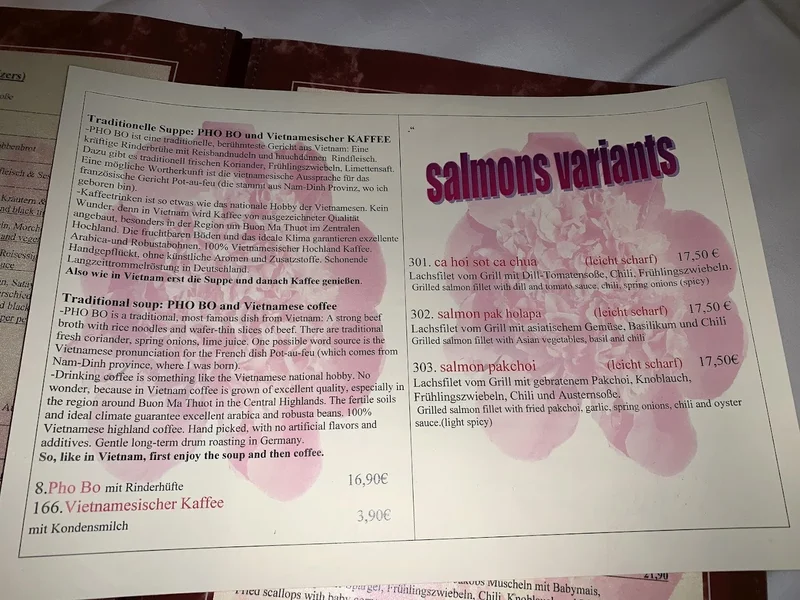 Traditionelle Suppe: PHO BO und Vietnamesischer KAFFEE
-PHO BO ist eine traditionelle, berühmteste Gericht aus Vietnam: Eine
kräftige Rinderbrühe mit Reisbandnudeln und hauchdünnen Rindfleisch.
Dazu gibt es traditionell frischen Koriander, Frühlingszwiebeln, Limettensaft.
Eine mögliche Wortherkunft ist die vietnamesische Aussprache für das
französische Gericht Pot-au-feu (die stammt aus Nam-Dinh Provinz, wo ich
geboren bin).
-Kaffeetrinken ist so etwas wie das nationale Hobby der Vietnamesen. Kein
Wunder, denn in Vietnam wird Kaffee von ausgezeichneter Qualität
angebaut, besonders in der Region um Buon Ma Thuot im Zentralen
Hochland. Die fruchtbaren Böden und das ideale Klima garantieren exzellente
Arabica-und Robustabohnen, 100% Vietnamesischer Hochland Kaffee.
Handgepflückt, ohne künstliche Aromen und Zusatzstoffe. Schonende
Langzeittrommelröstung in Deutschland.
Also wie in Vietnam erst die Suppe und danach Kaffee genießen.
Traditional soup: PHO BO and Vietnamese coffee
-PHO BO is a traditional, most famous dish from Vietnam: A strong beef
broth with rice noodles and wafer-thin slices of beef. There are traditional
fresh coriander, spring onions, lime juice. One possible word source is the
Vietnamese pronunciation for the French dish Pot-au-feu (which comes from
Nam-Dinh province, where I was born).
-Drinking coffee is something like the Vietnamese national hobby. No
wonder, because in Vietnam coffee is grown of excellent quality, especially in
the region around Buon Ma Thuot in the Central Highlands. The fertile soils
and ideal climate guarantee excellent arabica and robusta beans. 100%
Vietnamese highland coffee. Hand picked, with no artificial flavors and
additives. Gentle long-term drum roasting in Germany.
So, like in Vietnam, first enjoy the soup and then coffee.
8.Pho Bo mit Rinderhüfte 16,90€
166.Vietnamesischer Kaffee
mit Kondensmilch 3,90€
salmons variants
301. ca hoi sot ca chua (leicht scharf) 17,50 €
Lachsfilet vom Grill mit Dill-Tomatensoße, Chili, Frühlingszwiebeln.
Grilled salmon fillet with dill and tomato sauce, chili, spring onions (spicy)
302. salmon pak holapa (leicht scharf) 17,50 €
Lachsfilet vom Grill mit asiatischem Gemüse, Basilikum und Chili
Grilled salmon fillet with Asian vegetables, basil and chili
303. salmon pakchoi (leicht scharf) 17,50€
Lachsfilet vom Grill mit gebratenem Pakchoi, Knoblauch,
Frühlingszwiebeln, Chili und Austernsoße.
Grilled salmon fillet with fried pakchoi, garlic, spring onions, chili and oyster
sauce.(light spicy)
21,90
Muscheln mit Babymais,
Spargel, Frühlingszwiebeln, Chili
scallops with baby